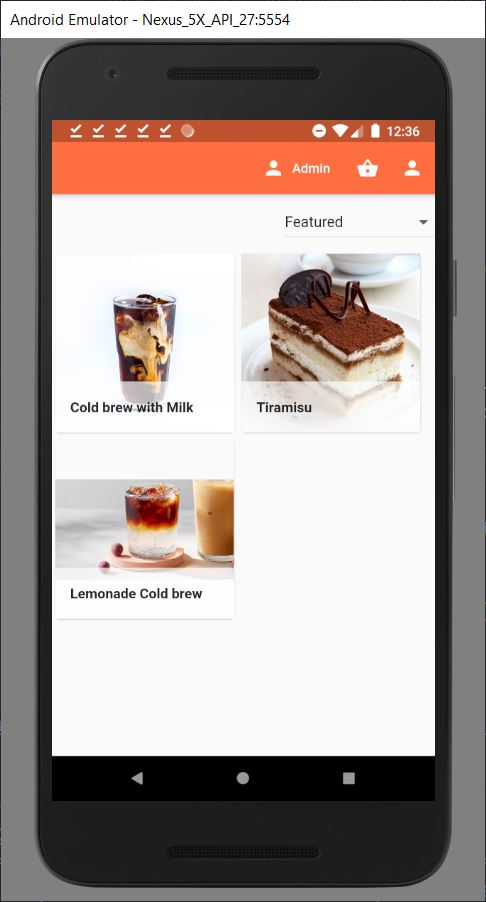 Android Emulator - Nexus_5X_API_27:5554
12:36
Admin
Featured
Cold brew with Milk
Tiramisu
Lemonade Cold brew